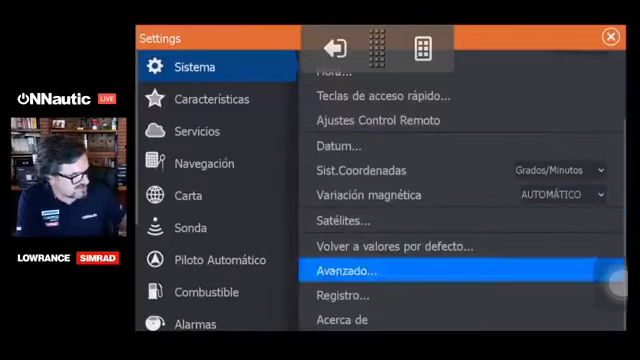 Settings
Sistema
Características
Servicios
Navegación
Carta
Sonda
Piloto Automático
Combustible
Alarmas
Hora...
Teclas de acceso rápido...
Ajustes Control Remoto
Datum...
Sist.Coordenadas
Grados/Minutos
Variación magnética
AUTOMÁTICO
Satélites...
Volver a valores por defecto...
Avanzado...
Registro...
Acerca de
ONNautic LIVE
LOWRANCE SIMRAD